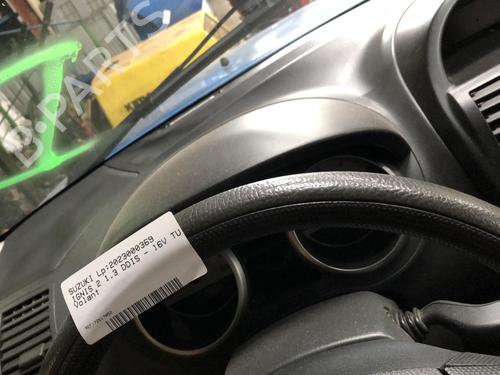 B-PARTS
SUZUKI Lp:2023000369
IGNIS 2 1.3 DDIS - 16V TU
Volant